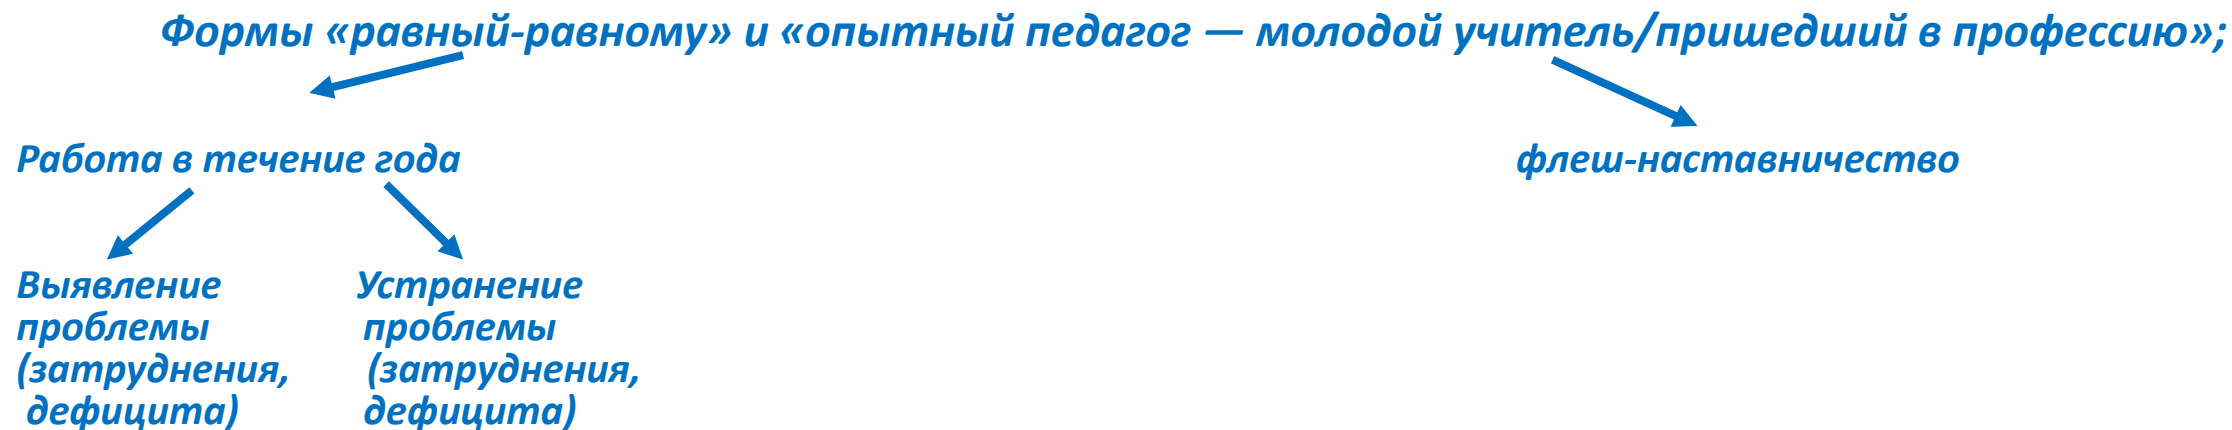 Формы «равный-равному» и «опытный педагог — молодой учитель/пришедший в профессию»;
Работа в течение года
флеш-наставничество
Выявление
проблемы
(затруднения,
дефицита)
Устранение
проблемы
(затруднения,
дефицита)